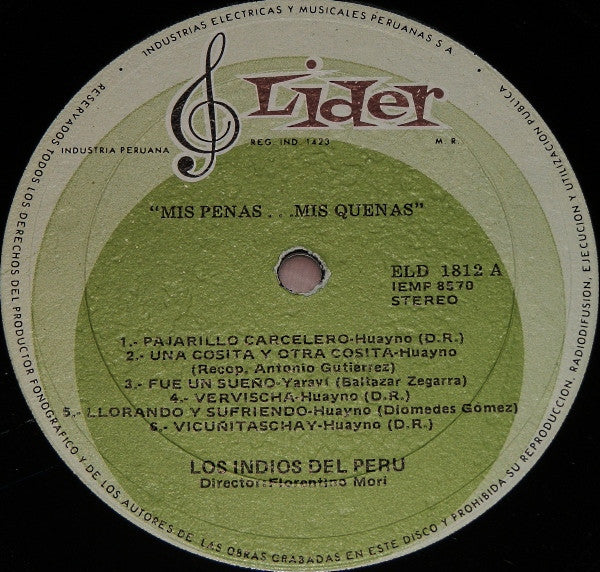 INDUSTRIAS ELECTRICAS Y MUSICALES PERUANAS S A
Lider
INDUSTRIA PERUANA
REG. IND. 1423
M. R.
"MIS PENAS...MIS QUENAS"
ELD 1812 A
IEMP 8570
STEREO
1.- PAJARILLO CARCELERO-Huayno (D.R.)
2.- UNA COSITA Y OTRA COSITA-Huayno
(Recop. Antonio Gutierrez)
3.- FUE UN SUEÑO-Yaraví (Baltazar Zegarra)
4.- VERVISCHA-Huayno (D.R.)
5.- LLORANDO Y SUFRIENDO-Huayno (Diomedes Gómez)
6.- VICUÑITASCHAY-Huayno (D.R.)
LOS INDIOS DEL PERU
Director:Florentino Mori
RESERVADOS TODOS LOS DERECHOS DEL PRODUCTOR FONOGRAFICO Y DE LOS AUTORES DE LAS OBRAS GRABADAS EN ESTE DISCO Y PROHIBIDA SU REPRODUCCION, EJECUCION Y UTILIZACION PUBLICA RADIODIFUSION,